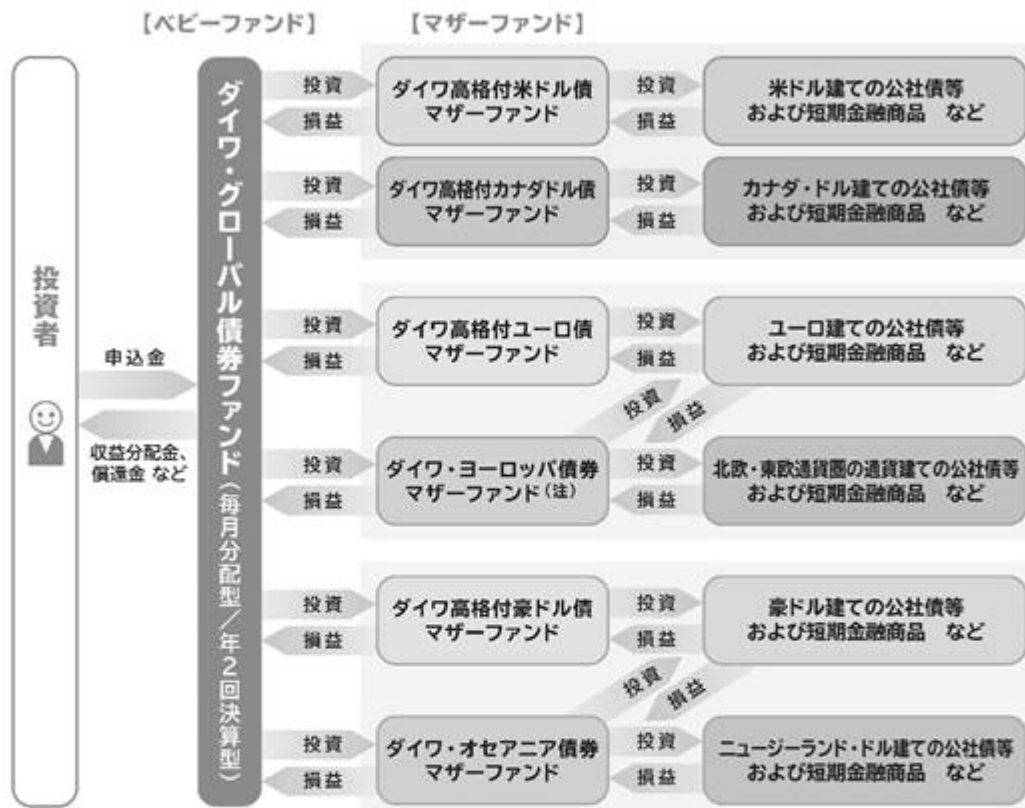 【ベビーファンド】
【マザーファンド】
投資者
申込金
収益分配金、
償還金 など
ダイワ・グローバル債券ファンド（毎月分配型／年２回決算型）
投資
損益
ダイワ高格付米ドル債
マザーファンド
投資
損益
米ドル建ての公社債等
および短期金融商品 など
投資
損益
ダイワ高格付カナダドル債
マザーファンド
投資
損益
カナダ・ドル建ての公社債等
および短期金融商品 など
投資
損益
ダイワ高格付ユーロ債
マザーファンド
投資
損益
ユーロ建ての公社債等
および短期金融商品 など
投資
損益
投資
損益
ダイワ・ヨーロッパ債券
マザーファンド（注）
投資
損益
北欧・東欧通貨圏の通貨建ての公社債等
および短期金融商品 など
投資
損益
ダイワ高格付豪ドル債
マザーファンド
投資
損益
豪ドル建ての公社債等
および短期金融商品 など
投資
損益
投資
損益
ダイワ・オセアニア債券
マザーファンド
投資
損益
ニュージーランド・ドル建ての公社債等
および短期金融商品 など